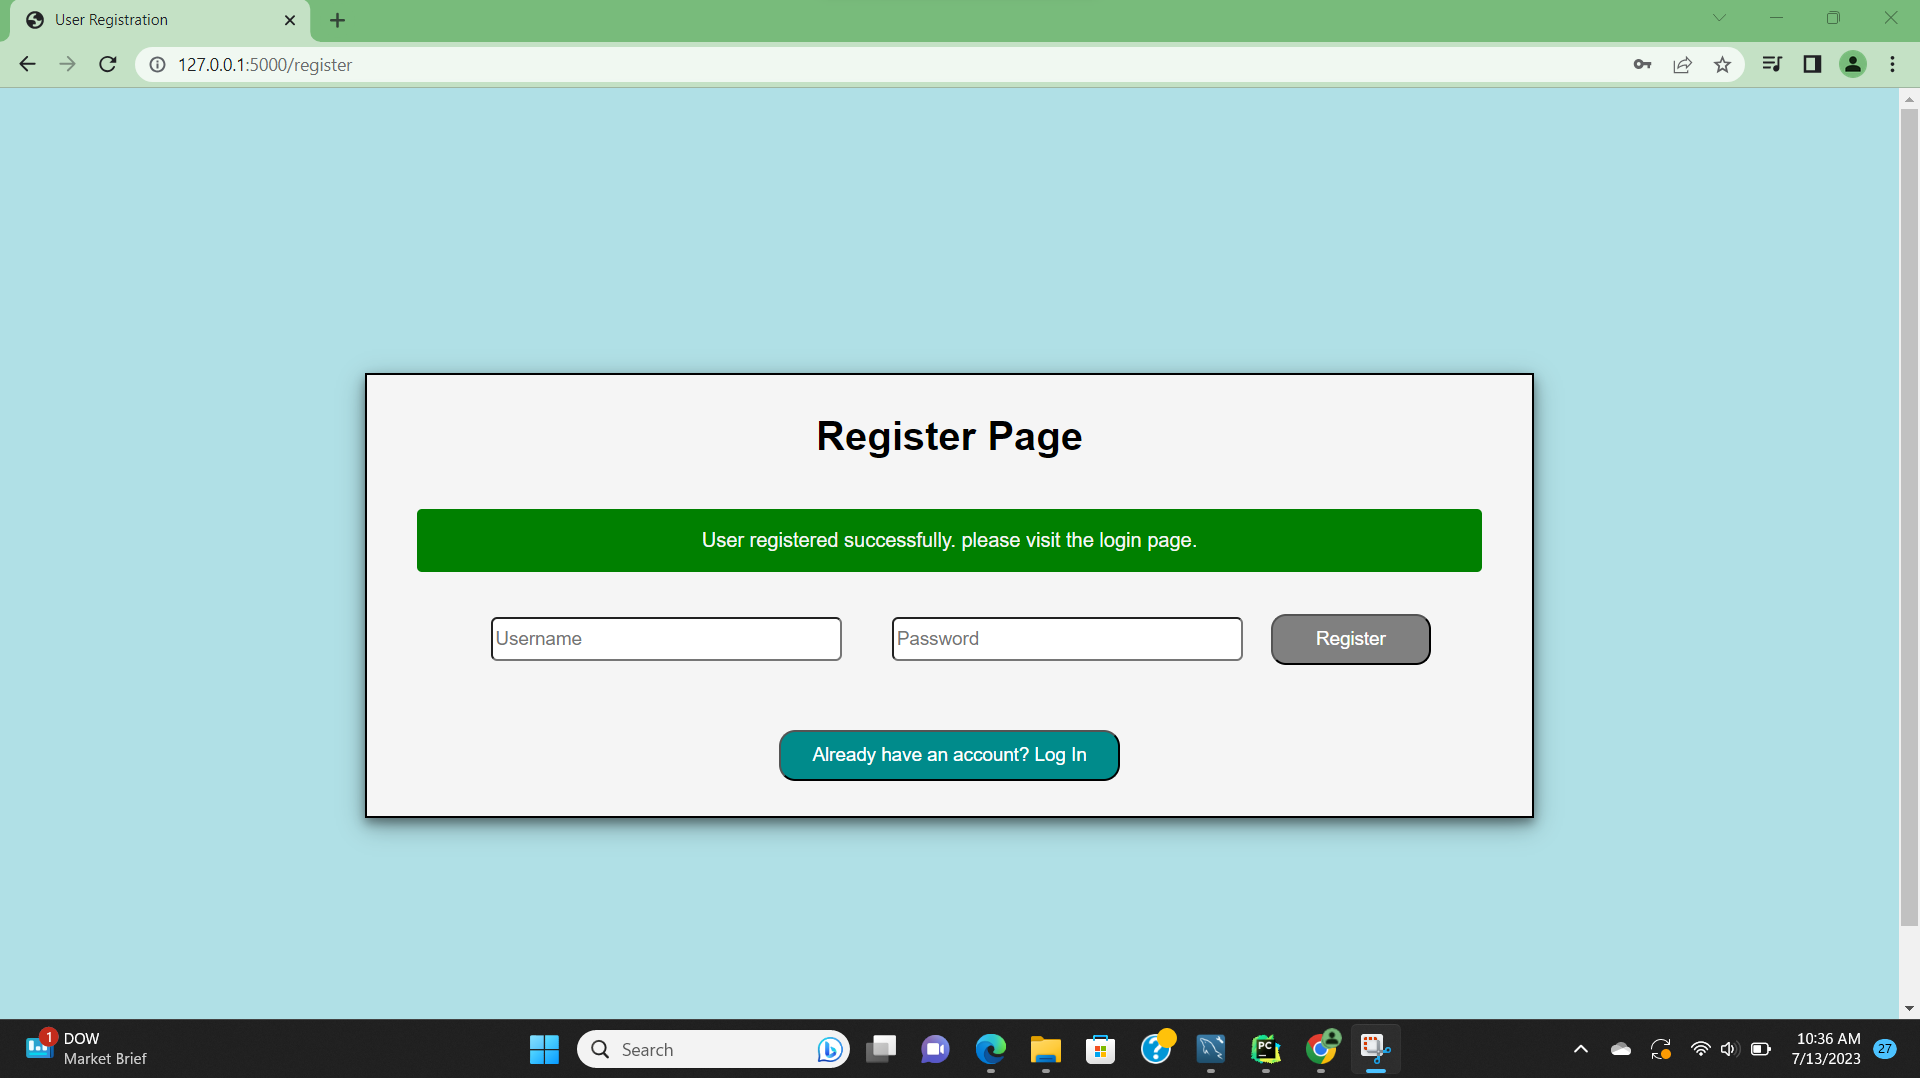 User Registration
127.0.0.1:5000/register
Register Page
User registered successfully. please visit the login page.
Username
Password
Register
Already have an account? Log In
1
DOW
Market Brief
Search
PC
10:36 AM
7/13/2023
27